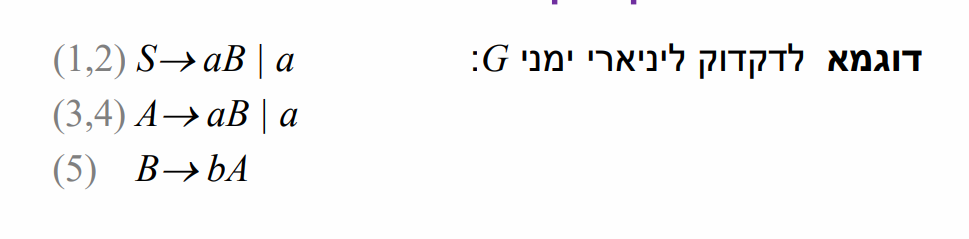 דוגמא לדקדוק ליניארי ימני G:
(1,2) S→aB | a
(3,4) A→aB | a
(5) B→bA